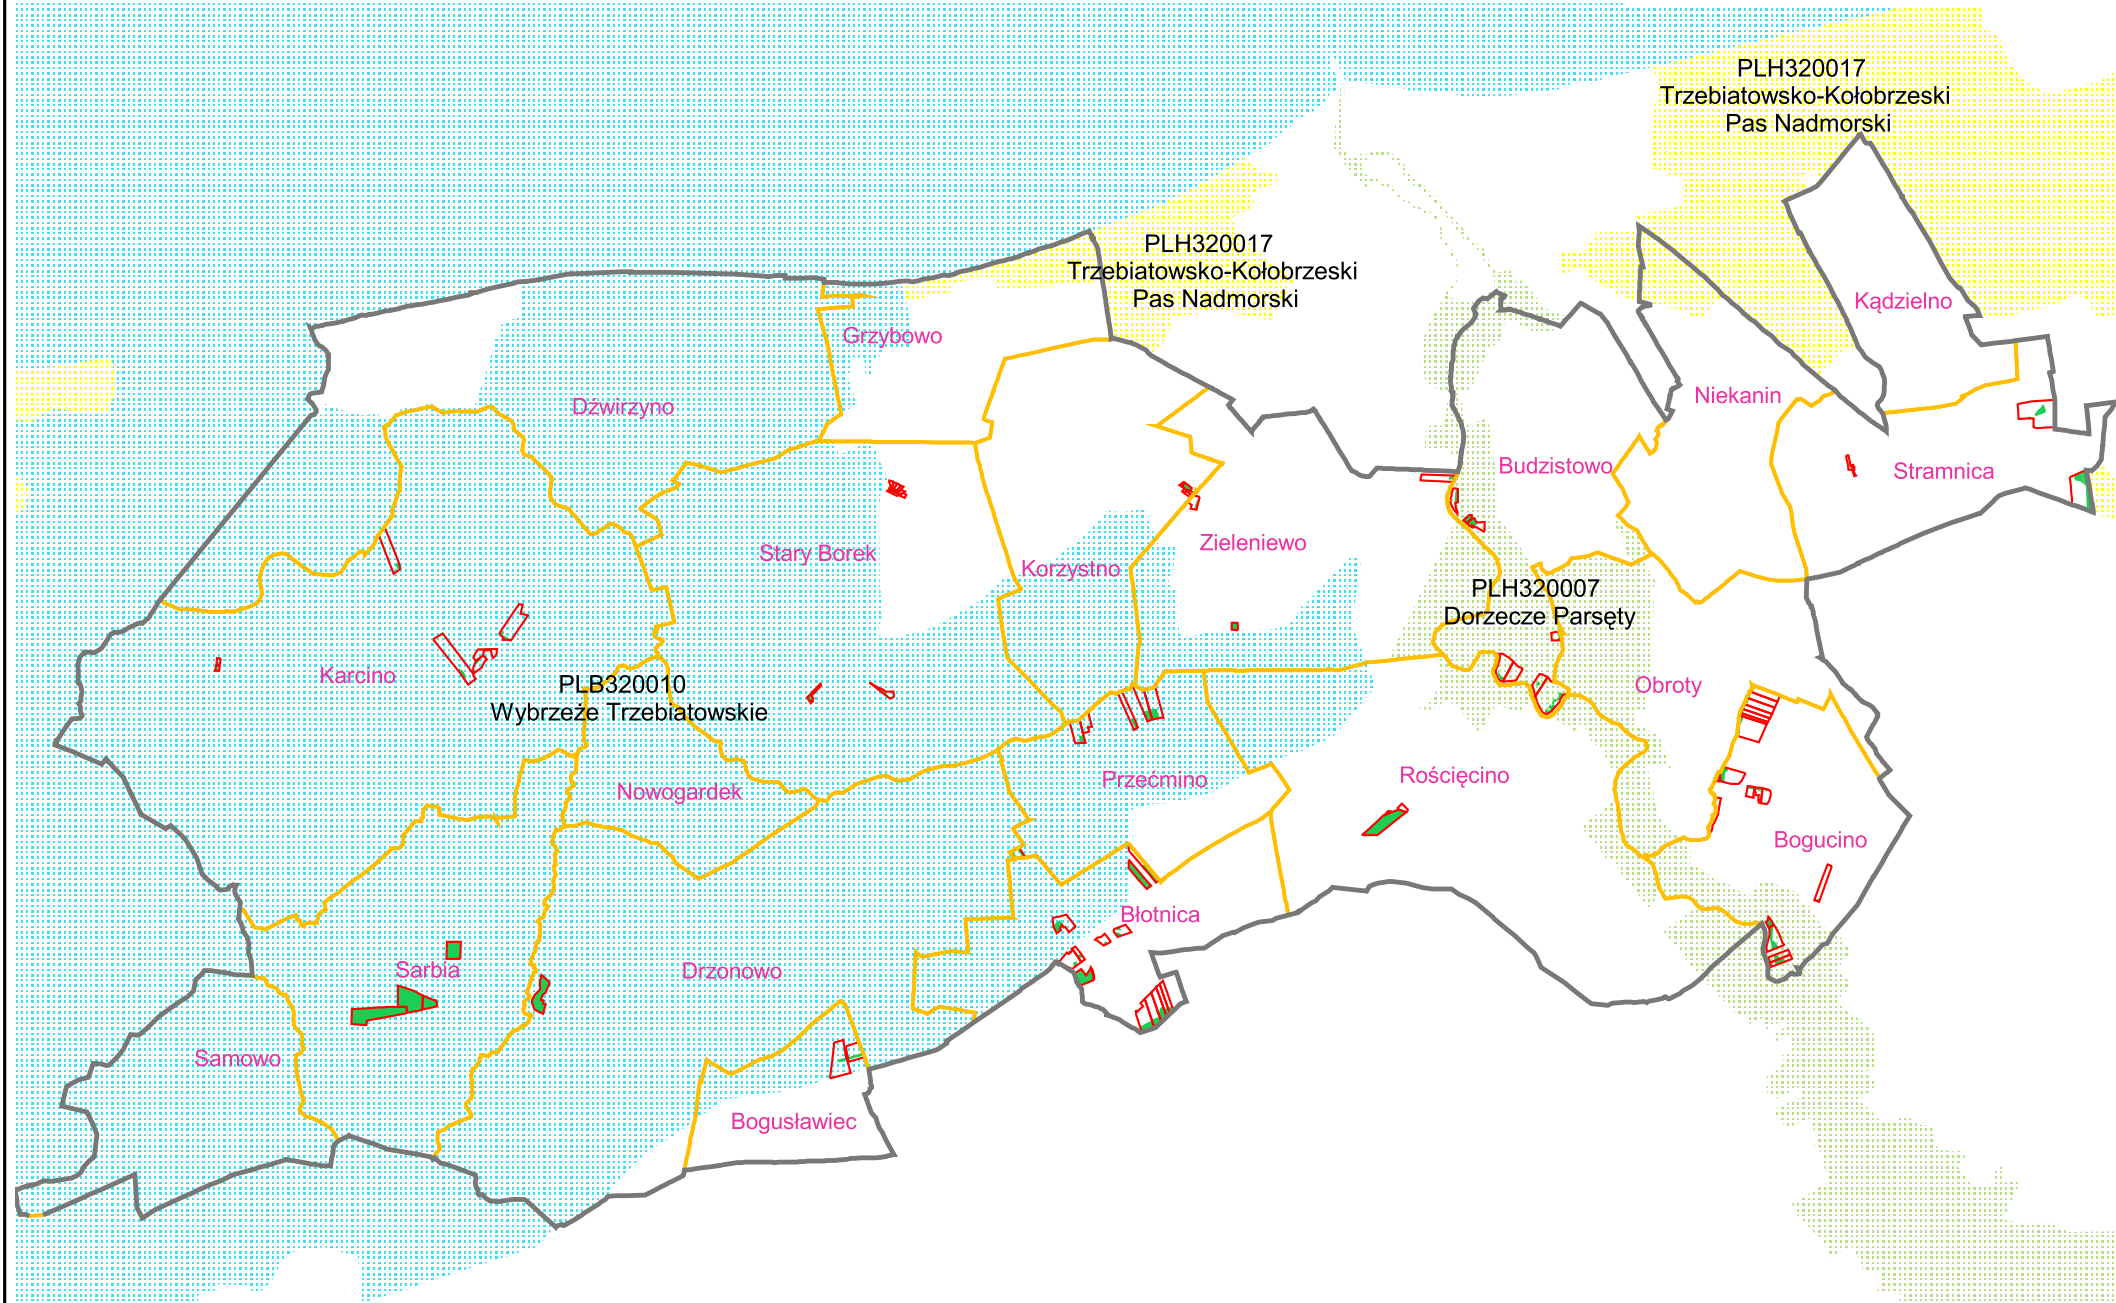 PLH320017
Trzebiatowsko-Kołobrzeski
Pas Nadmorski
PLH320017
Trzebiatowsko-Kołobrzeski
Pas Nadmorski
Kądzielno
Grzybowo
Niekanin
Dźwirzyno
Budzistowo
Stramnica
Stary Borek
Zieleniewo
Korzystno
PLH320007
Dorzecze Parsęty
Karcino
PLB320010
Wybrzeże Trzebiatowskie
Obroty
Nowogardek
Przećmino
Rościęcino
Bogucino
Błotnica
Sarbia
Drzonowo
Samowo
Bogusławiec